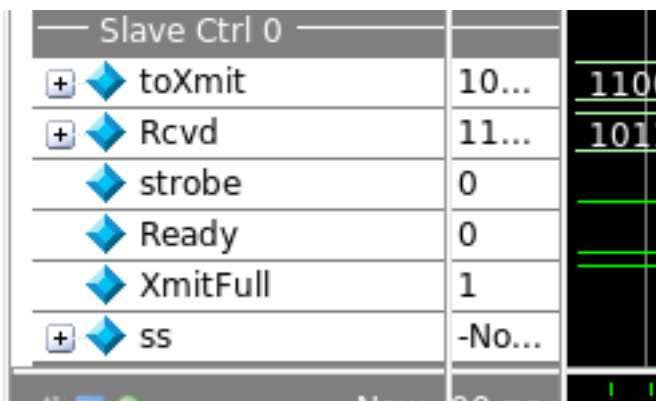 Slave Ctrl 0
toXmit 10... 1100
Rcvd 11... 101
strobe 0
Ready 0
XmitFull 1
ss -No...